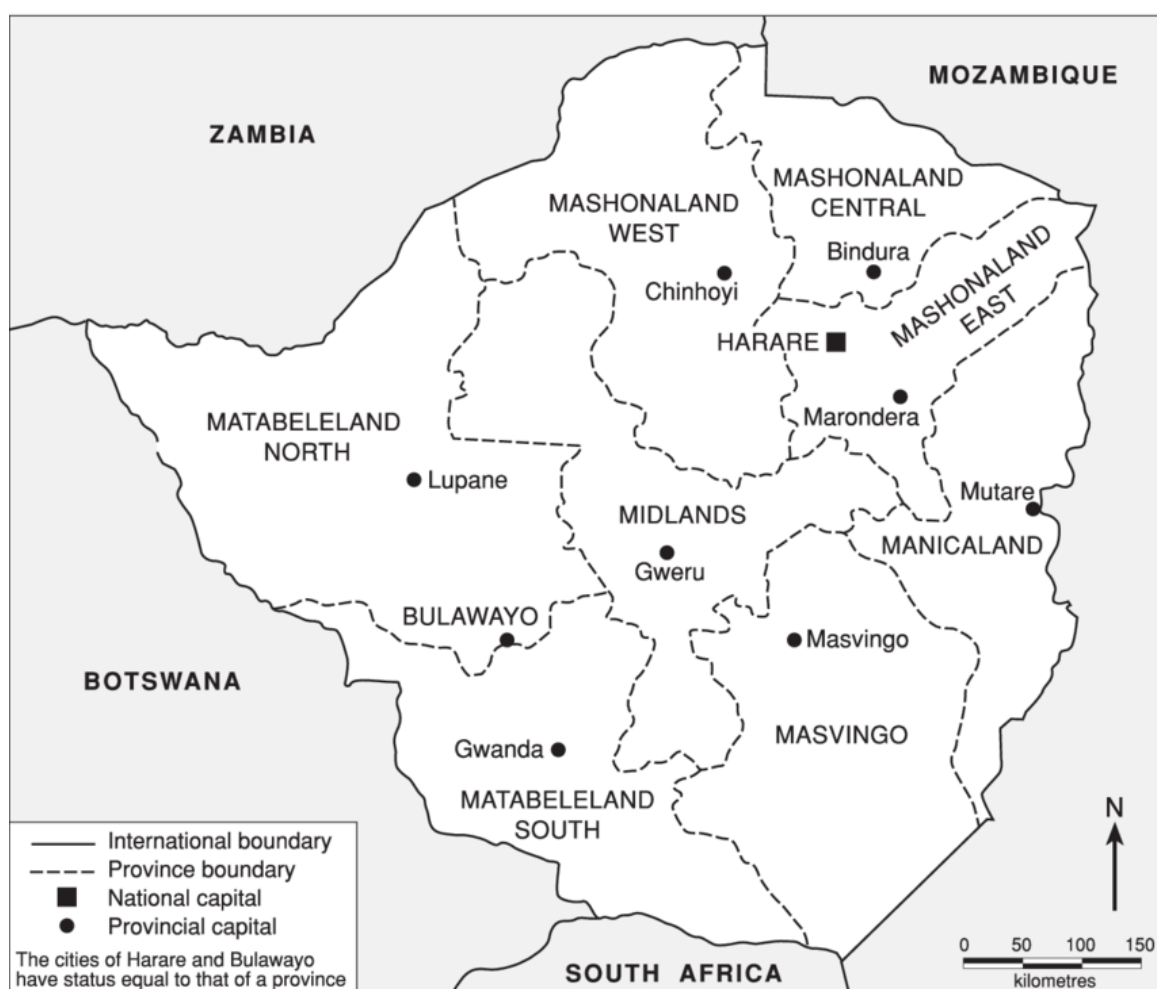 MOZAMBIQUE
ZAMBIA
MASHONALAND
CENTRAL
MASHONALAND
WEST
Bindura
MASHONALAND
EAST
Chinhoyi
HARARE
Marondera
MATABELELAND
NORTH
Lupane
Mutare
MIDLANDS
MANICALAND
Gweru
BULAWAYO
Masvingo
BOTSWANA
MASVINGO
Gwanda
MATABELELAND
SOUTH
N
International boundary
Province boundary
National capital
Provincial capital
The cities of Harare and Bulawayo
have status equal to that of a province
SOUTH AFRICA
0 50 100 150
kilometres